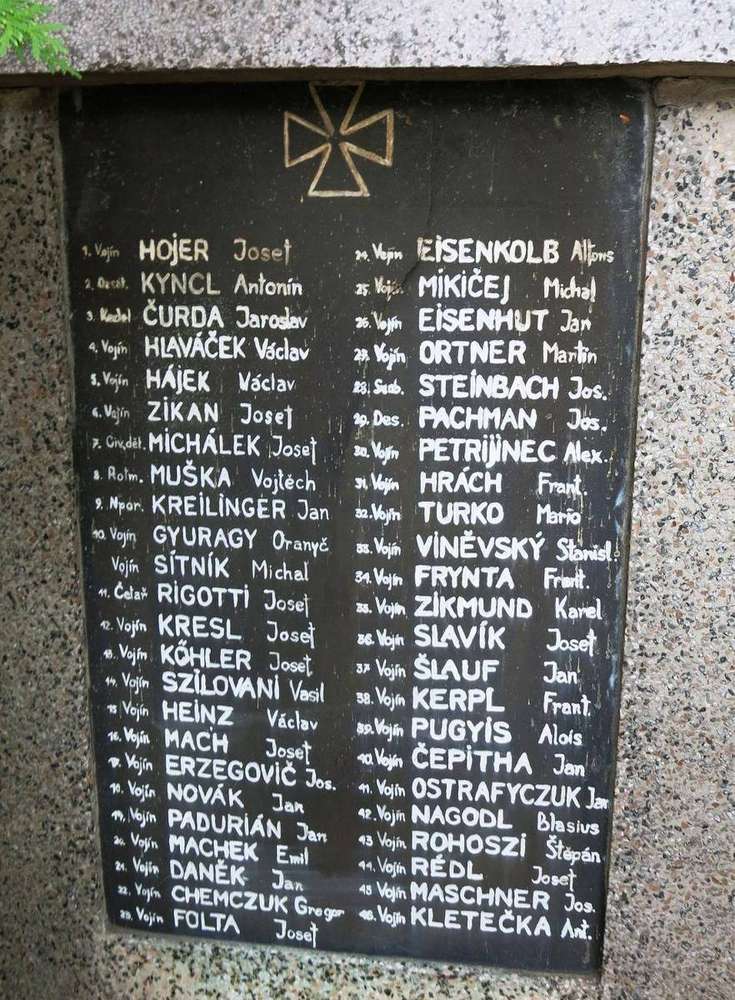 1. Vojín HOJER Josef
2. Desát. KYNCL Antonín
3. Kadet ČURDA Jaroslav
4. Vojín HLAVÁČEK Václav
5. Vojín HÁJEK Václav
6. Vojín ZIKAN Josef
7. Civ. děl. MICHÁLEK Josef
8. Rotm. MUŠKA Vojtěch
9. Npor. KREILINGER Jan
10. Vojín GYURAGY Oranyč
Vojín SÍTNÍK Michal
11. Četař RIGOTTI Josef
12. Vojín KRESL Josef
13. Vojín KŐHLER Josef
14. Vojín SZILOVANI Vasil
15. Vojín HEINZ Václav
16. Vojín MACH Josef
17. Vojín ERZEGOVIČ Jos.
18. Vojín NOVÁK Jan
19. Vojín PADURIÁN Jan
20. Vojín MACHEK Emil
21. Vojín DANĚK Jan
22. Vojín CHEMCZUK Gregor
23. Vojín FOLTA Josef
24. Vojín EISENKOLB Alfons
25. Vojín MIKIČEJ Michal
26. Vojín EISENHUT Jan
27. Vojín ORTNER Martin
28. STEINBACH Jos.
29. Des. PACHMAN Jos.
30. Vojín PETRIJINEC Alex.
31. Vojín HRÁCH Frant.
32. Vojín TURKO Mario
33. Vojín VINĚVSKÝ Stanisl.
34. Vojín FRYNTA Frant.
35. Vojín ZIKMUND Karel
36. Vojín SLAVÍK Josef
37. Vojín ŠLAUF Jan
38. Vojín KERPL Frant.
39. Vojín PUGYIS Alois
40. Vojín ČEPITHA Jan
41. Vojín OSTRAFYCZUK Jan
42. Vojín NAGODL Blasius
43. Vojín ROHOSZI Štěpán
44. Vojín RÉDL Josef
45. Vojín MASCHNER Jos.
46. Vojín KLETEČKA Ant.